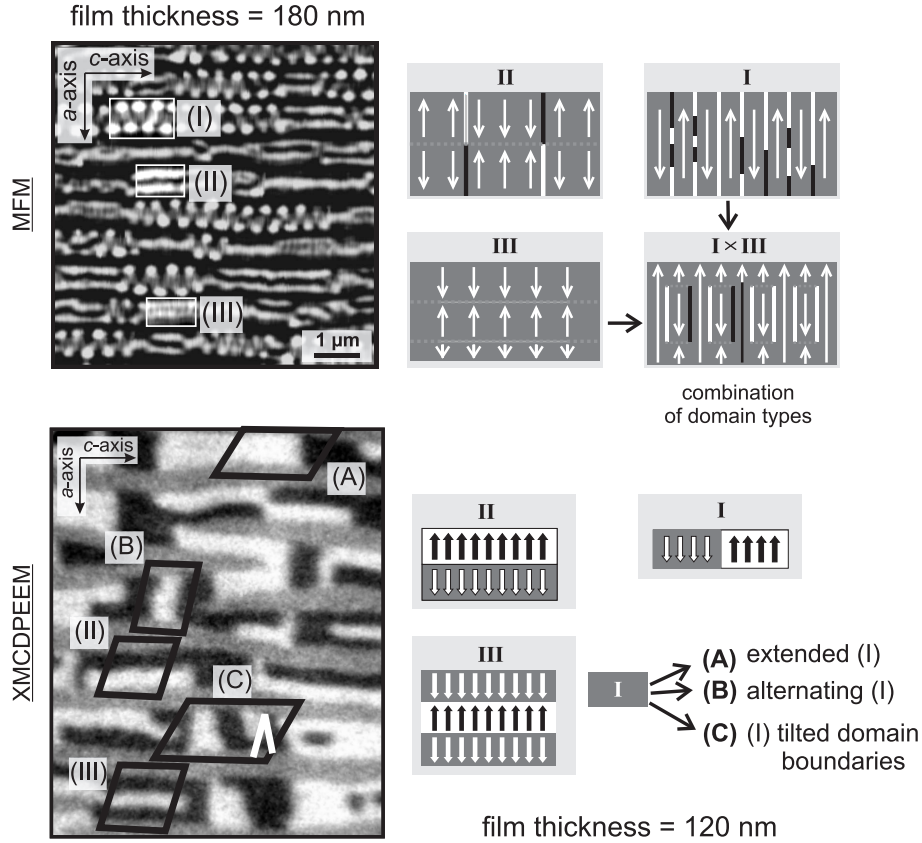 film thickness = 180 nm
MFM
c-axis
a-axis
(I)
(II)
(III)
1 µm
II
I
III
I × III
combination
of domain types
XMCDPEEM
c-axis
a-axis
(A)
(B)
(II)
(C)
(III)
II
I
III
I
(A) extended (I)
(B) alternating (I)
(C) (I) tilted domain
boundaries
film thickness = 120 nm